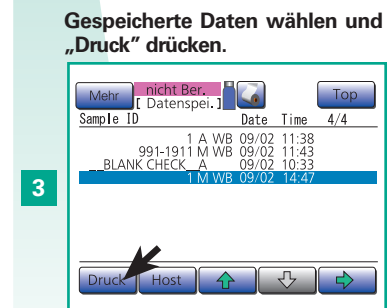 Gespeicherte Daten wählen und
„Druck” drücken.
Mehr nicht Ber. Top
[ Datenspei. ]
Sample ID Date Time 4/4
1 A WB 09/02 11:38
991-1911 M WB 09/02 11:43
__BLANK CHECK__A 09/02 10:33
1 M WB 09/02 14:47
3
Druck Host